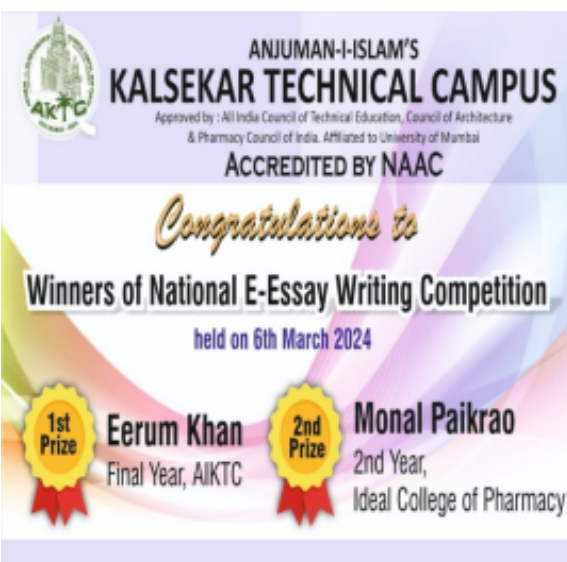 AIKTC
ANJUMAN-I-ISLAM'S
KALSEKAR TECHNICAL CAMPUS
Approved by : All India Council of Technical Education, Council of Architecture
& Pharmacy Council of India. Affiliated to University of Mumbai
ACCREDITED BY NAAC
Congratulations to
Winners of National E-Essay Writing Competition
held on 6th March 2024
1st
Prize
Eerum Khan
Final Year, AIKTC
2nd
Prize
Monal Paikrao
2nd Year,
Ideal College of Pharmacy